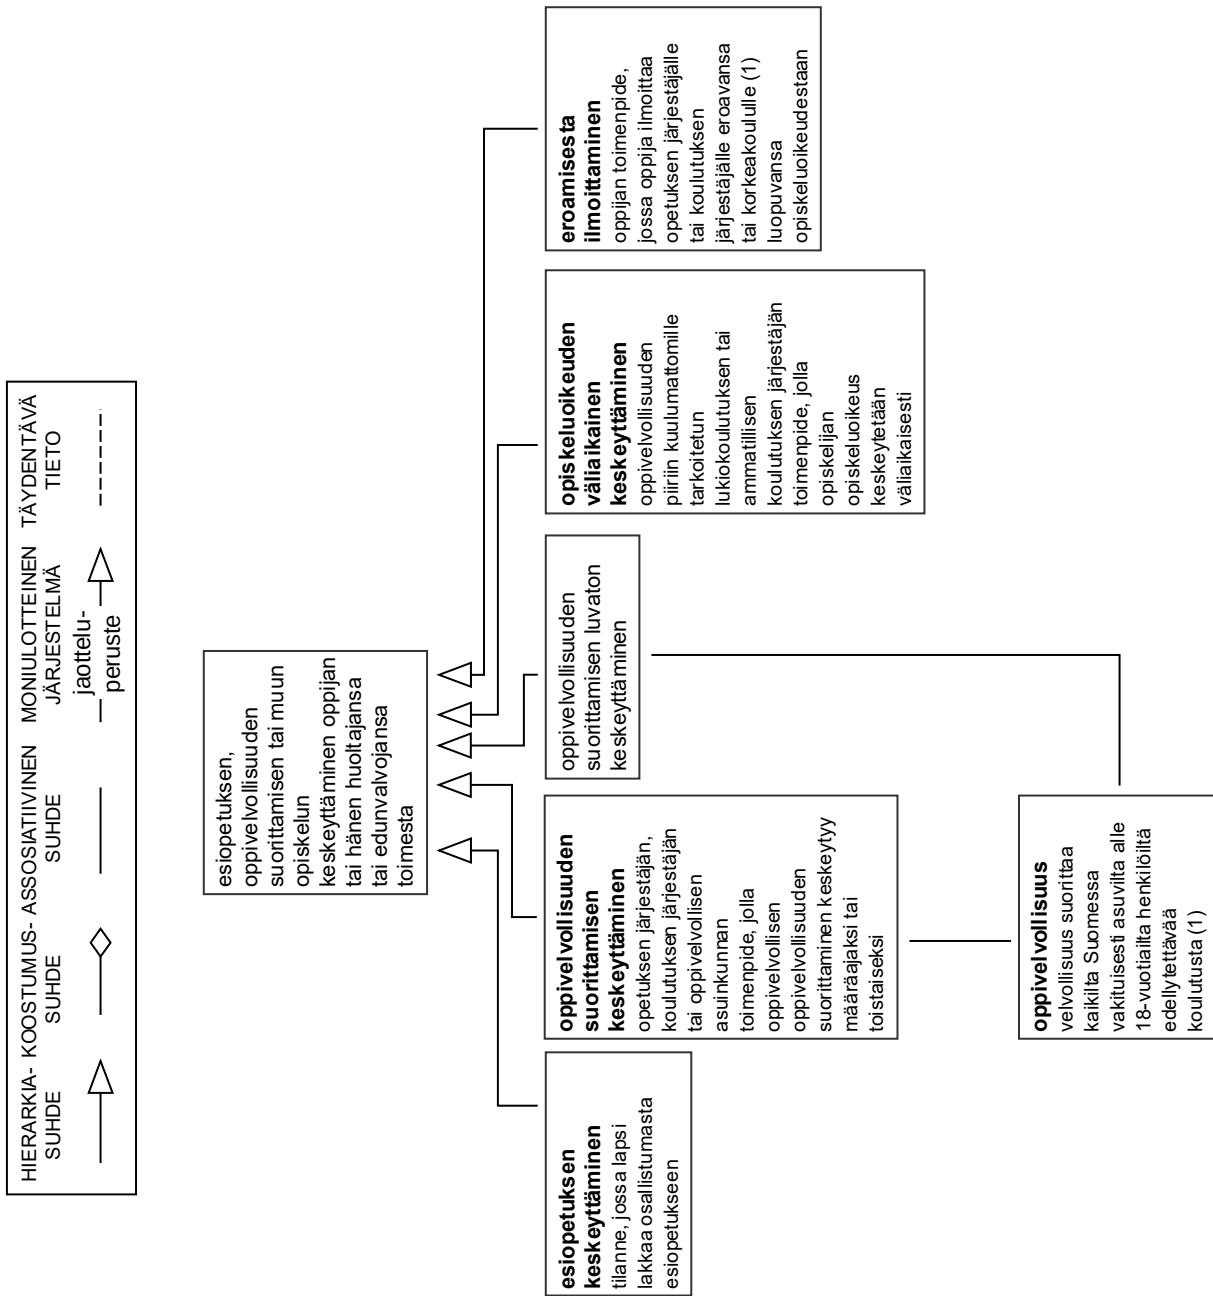 HIERARKIA-
SUHDE
KOOSTUMUS-
SUHDE
ASSOSIATIIVINEN
SUHDE
MONIULOTTEINEN
JÄRJESTELMÄ
jaottelu-
peruste
TÄYDENTÄVÄ
TIETO
esiopetuksen,
oppivelvollisuuden
suorittamisen tai muun
opiskelun
keskeyttäminen oppijan
tai hänen huoltajansa
tai edunvalvojansa
toimesta
esiopetuksen
keskeyttäminen
tilanne, jossa lapsi
lakkaa osallistumasta
esiopetukseen
oppivelvollisuuden
suorittamisen
keskeyttäminen
opetuksen järjestäjän,
koulutuksen järjestäjän
tai oppivelvollisen
asuinkunnan
toimenpide, jolla
oppivelvollisen
oppivelvollisuuden
suorittaminen keskeytyy
määräajaksi tai
toistaiseksi
oppivelvollisuuden
suorittamisen luvaton
keskeyttäminen
opiskeluoikeuden
väliaikainen
keskeyttäminen
oppivelvollisuuden
piiriin kuulumattomille
tarkoitetun
lukiokoulutuksen tai
ammatillisen
koulutuksen järjestäjän
toimenpide, jolla
opiskelijan
opiskeluoikeus
keskeytetään
väliaikaisesti
eroamisesta
ilmoittaminen
oppijan toimenpide,
jossa oppija ilmoittaa
opetuksen järjestäjälle
tai koulutuksen
järjestäjälle eroavansa
tai korkeakoululle (1)
luopuvansa
opiskeluoikeudestaan
oppivelvollisuus
velvollisuus suorittaa
kaikilta Suomessa
vakituisesti asuvilta alle
18-vuotiailta henkilöiltä
edellytettävää
koulutusta (1)